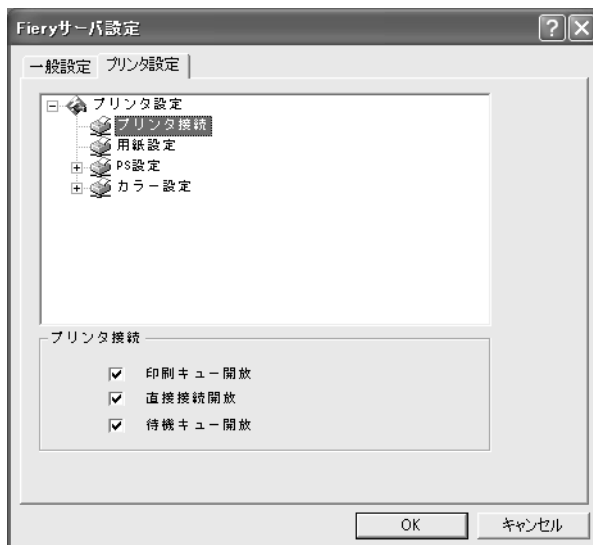 Fieryサーバ設定
一般設定 プリンタ設定
プリンタ設定
プリンタ接続
用紙設定
PS設定
カラー設定
プリンタ接続
印刷キュー開放
直接接続開放
待機キュー開放
OK キャンセル